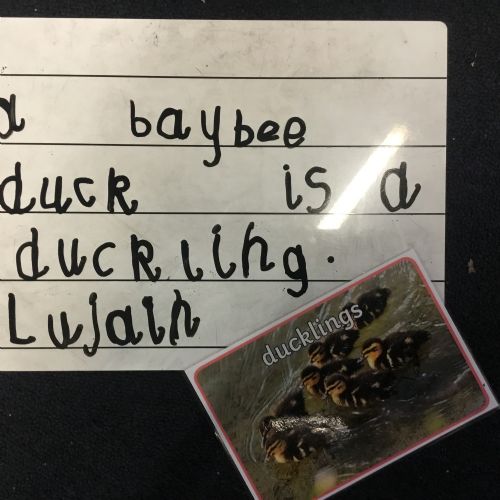 a baybee
duck is a
duckling.
Lujain
ducklings